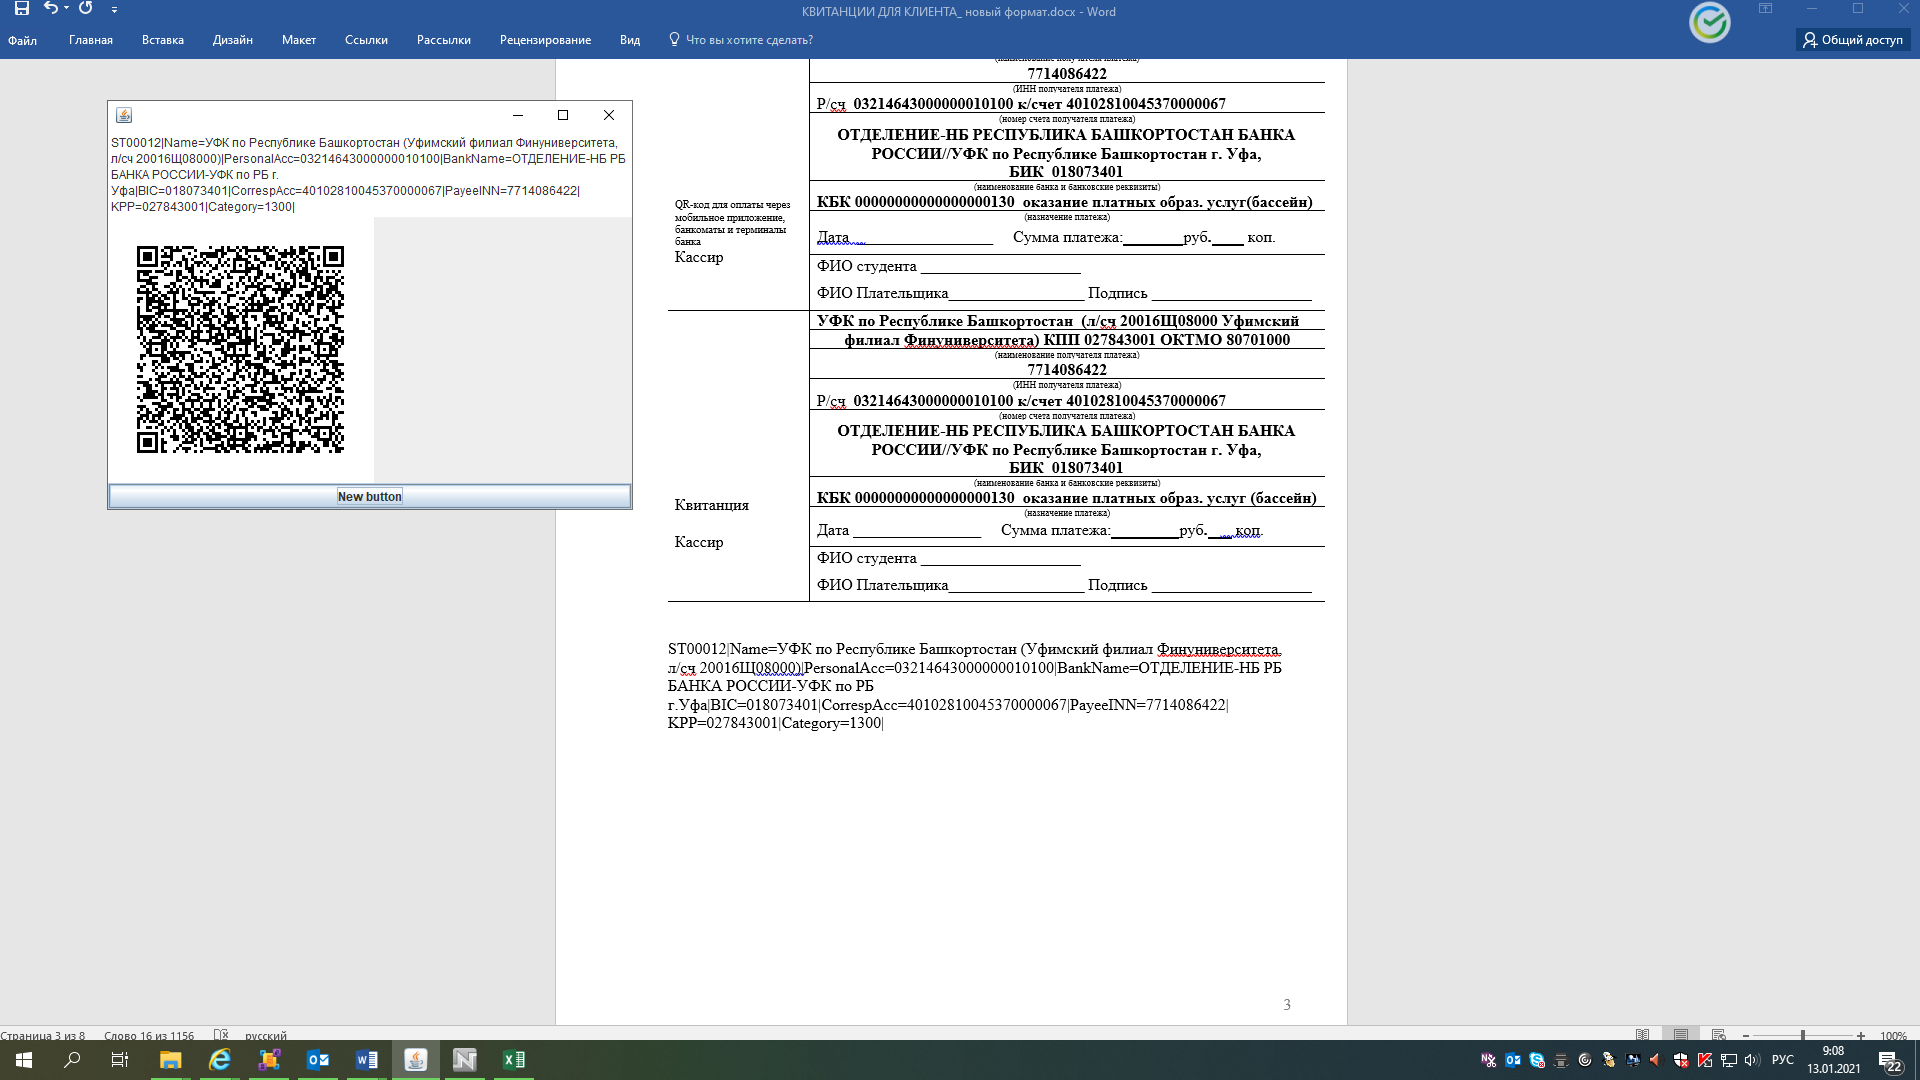 КВИТАНЦИИ ДЛЯ КЛИЕНТА_ новый формат.docx - Word
Файл Главная Вставка Дизайн Макет Ссылки Рассылки Рецензирование Вид Что вы хотите сделать? Общий доступ
ST00012|Name=УФК по Республике Башкортостан (Уфимский филиал Финуниверситета,
л/сч 20016Щ08000)|PersonalAcc=03214643000000010100|BankName=ОТДЕЛЕНИЕ-НБ РБ
БАНКА РОССИИ-УФК по РБ г.
Уфа|BIC=018073401|CorrespAcc=40102810045370000067|PayeeINN=7714086422|
KPP=027843001|Category=1300|
New button
7714086422
(ИНН получателя платежа)
Р/сч 03214643000000010100 к/счет 40102810045370000067
(номер счета получателя платежа)
ОТДЕЛЕНИЕ-НБ РЕСПУБЛИКА БАШКОРТОСТАН БАНКА
РОССИИ//УФК по Республике Башкортостан г. Уфа,
БИК 018073401
(наименование банка и банковские реквизиты)
КБК 00000000000000000130 оказание платных образ. услуг(бассейн)
(назначение платежа)
QR-код для оплаты через
мобильное приложение,
банкоматы и терминалы
банка
Кассир
Дата__________________ Сумма платежа:________руб.____ коп.
ФИО студента ____________________
ФИО Плательщика_________________ Подпись ____________________
УФК по Республике Башкортостан (л/сч 20016Щ08000 Уфимский
филиал Финуниверситета) КПП 027843001 ОКТМО 80701000
(наименование получателя платежа)
7714086422
(ИНН получателя платежа)
Р/сч 03214643000000010100 к/счет 40102810045370000067
(номер счета получателя платежа)
ОТДЕЛЕНИЕ-НБ РЕСПУБЛИКА БАШКОРТОСТАН БАНКА
РОССИИ//УФК по Республике Башкортостан г. Уфа,
БИК 018073401
(наименование банка и банковские реквизиты)
КБК 00000000000000000130 оказание платных образ. услуг (бассейн)
(назначение платежа)
Квитанция
Кассир
Дата ________________ Сумма платежа:_________руб.____ коп.
ФИО студента ____________________
ФИО Плательщика_________________ Подпись ____________________
ST00012|Name=УФК по Республике Башкортостан (Уфимский филиал Финуниверситета,
л/сч 20016Щ08000)|PersonalAcc=03214643000000010100|BankName=ОТДЕЛЕНИЕ-НБ РБ
БАНКА РОССИИ-УФК по РБ
г.Уфа|BIC=018073401|CorrespAcc=40102810045370000067|PayeeINN=7714086422|
KPP=027843001|Category=1300|
3
Страница 3 из 8 Слово 16 из 1156 русский 100%
РУС
9:08
13.01.2021
22